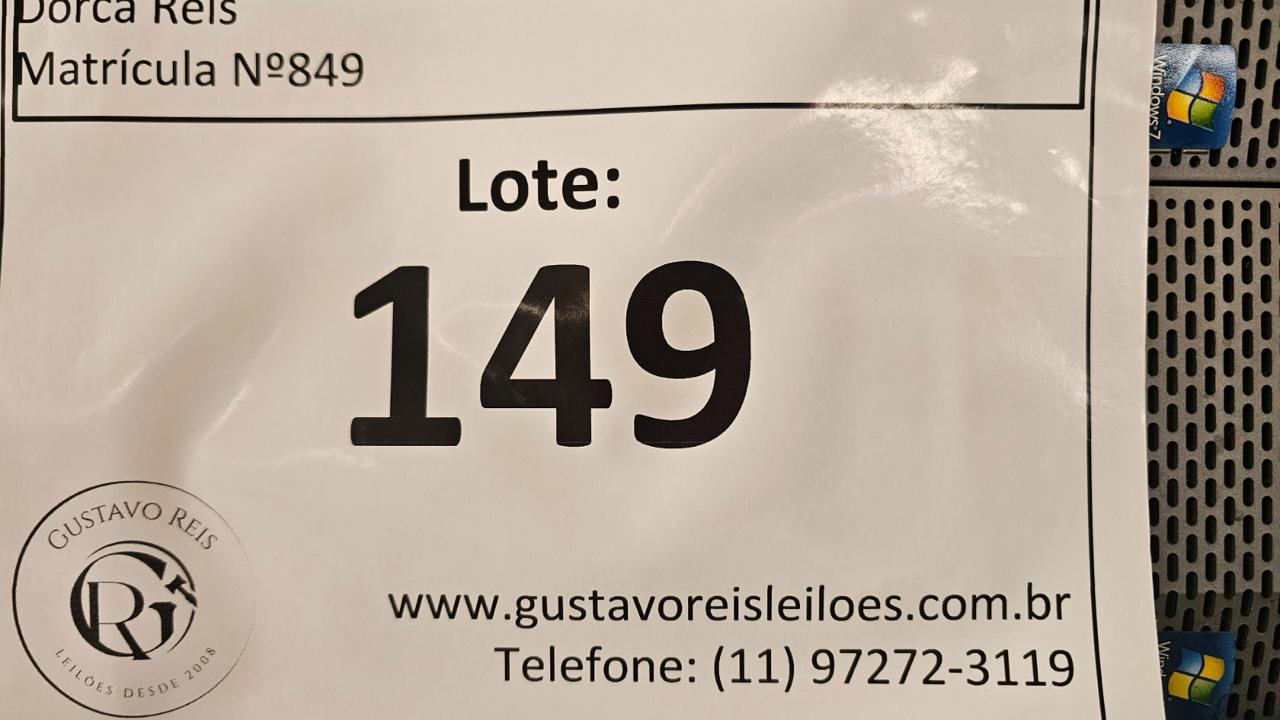 Dorca Reis
Matrícula Nº849
Windows 7
Lote:
149
GUSTAVO REIS
GR
LEILÕES DESDE 2008
www.gustavoreisleiloes.com.br
Telefone: (11) 97272-3119